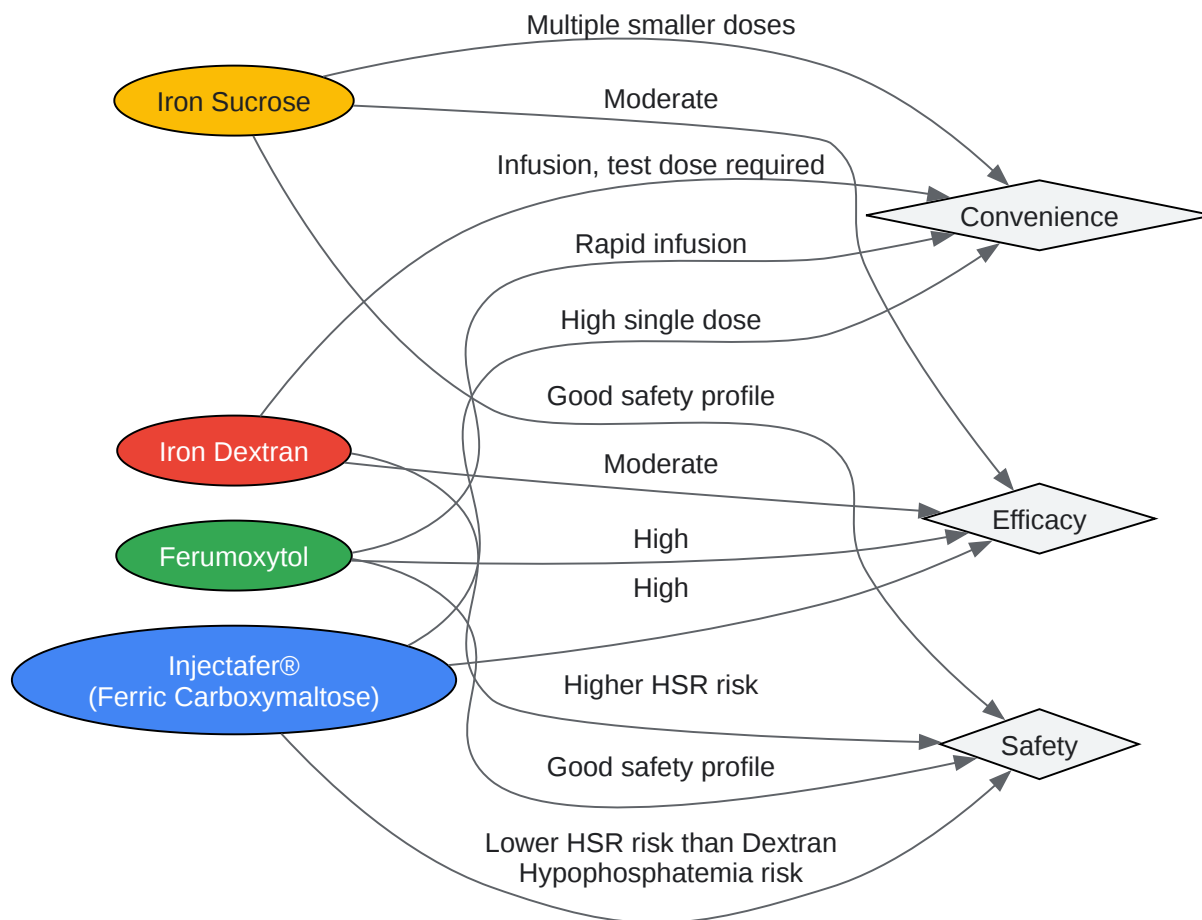 Multiple smaller doses
Iron Sucrose
Moderate
Infusion, test dose required
Convenience
Rapid infusion
High single dose
Good safety profile
Iron Dextran
Moderate
Efficacy
High
Ferumoxytol
High
Injectafer®
(Ferric Carboxymaltose)
Higher HSR risk
Safety
Good safety profile
Lower HSR risk than Dextran
Hypophosphatemia risk